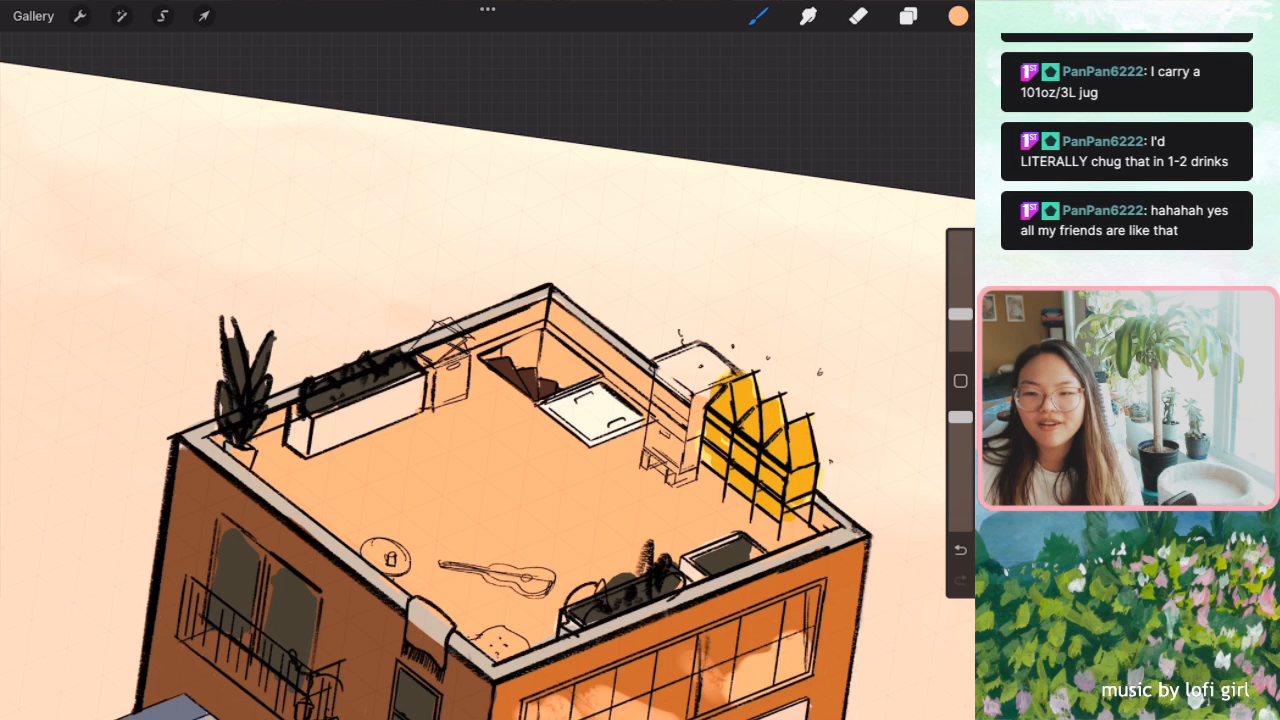 Gallery
1ST PanPan6222: I carry a
101oz/3L jug
1ST PanPan6222: I'd
LITERALLY chug that in 1-2 drinks
1ST PanPan6222: hahahah yes
all my friends are like that
music by lofi girl